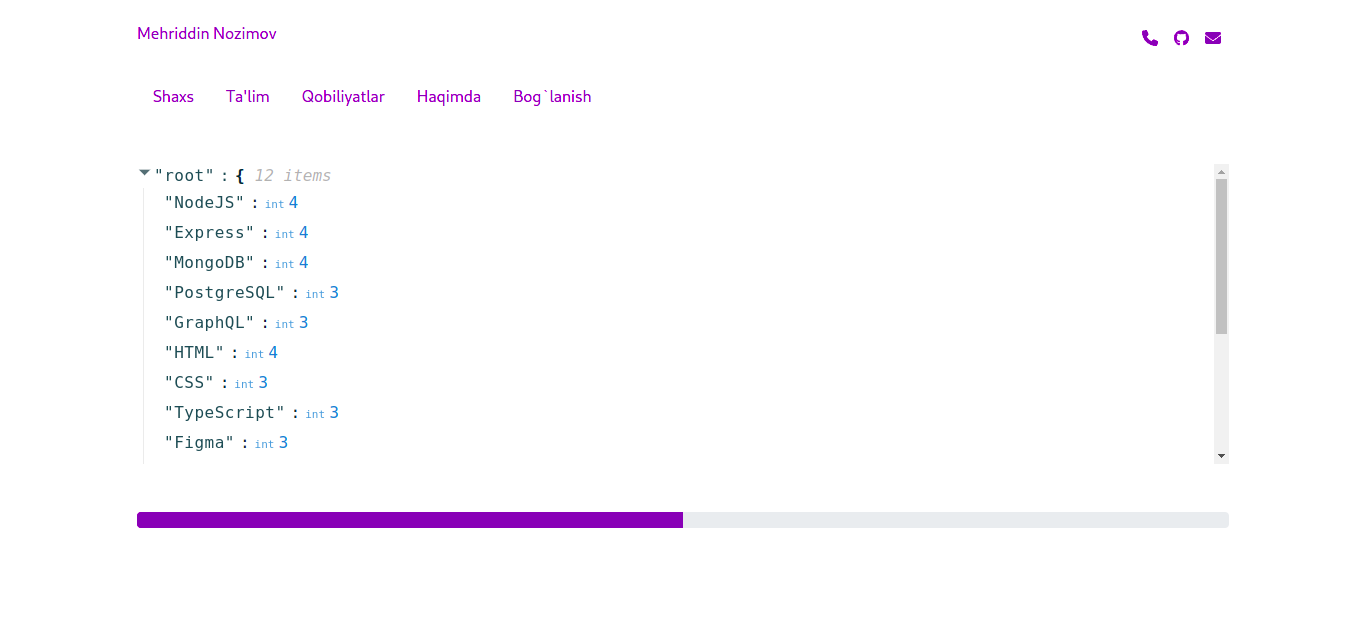 Mehriddin Nozimov
Shaxs Ta'lim Qobiliyatlar Haqimda Bog`lanish
"root" : { 12 items
"NodeJS" : int 4
"Express" : int 4
"MongoDB" : int 4
"PostgreSQL" : int 3
"GraphQL" : int 3
"HTML" : int 4
"CSS" : int 3
"TypeScript" : int 3
"Figma" : int 3